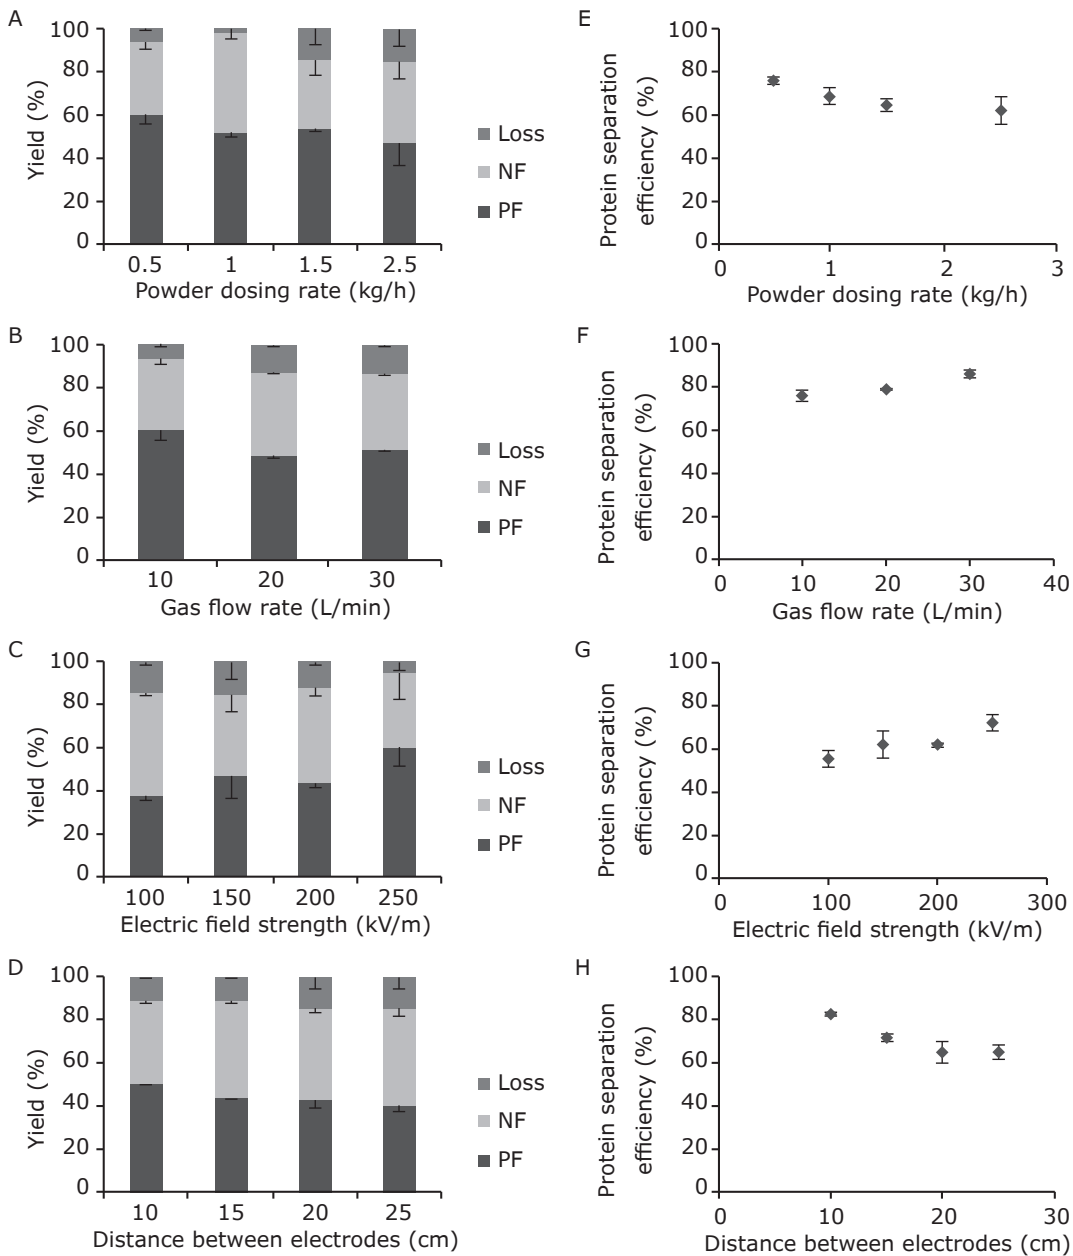 A
100
80
60
40
20
0
Yield (%)
0.5 1 1.5 2.5
Powder dosing rate (kg/h)
Loss
NF
PF
E
100
80
60
40
20
0
Protein separation
efficiency (%)
0 1 2 3
Powder dosing rate (kg/h)
B
100
80
60
40
20
0
Yield (%)
10 20 30
Gas flow rate (L/min)
Loss
NF
PF
F
100
80
60
40
20
0
Protein separation
efficiency (%)
0 10 20 30 40
Gas flow rate (L/min)
C
100
80
60
40
20
0
Yield (%)
100 150 200 250
Electric field strength (kV/m)
Loss
NF
PF
G
100
80
60
40
20
0
Protein separation
efficiency (%)
0 100 200 300
Electric field strength (kV/m)
D
100
80
60
40
20
0
Yield (%)
10 15 20 25
Distance between electrodes (cm)
Loss
NF
PF
H
100
80
60
40
20
0
Protein separation
efficiency (%)
0 10 20 30
Distance between electrodes (cm)